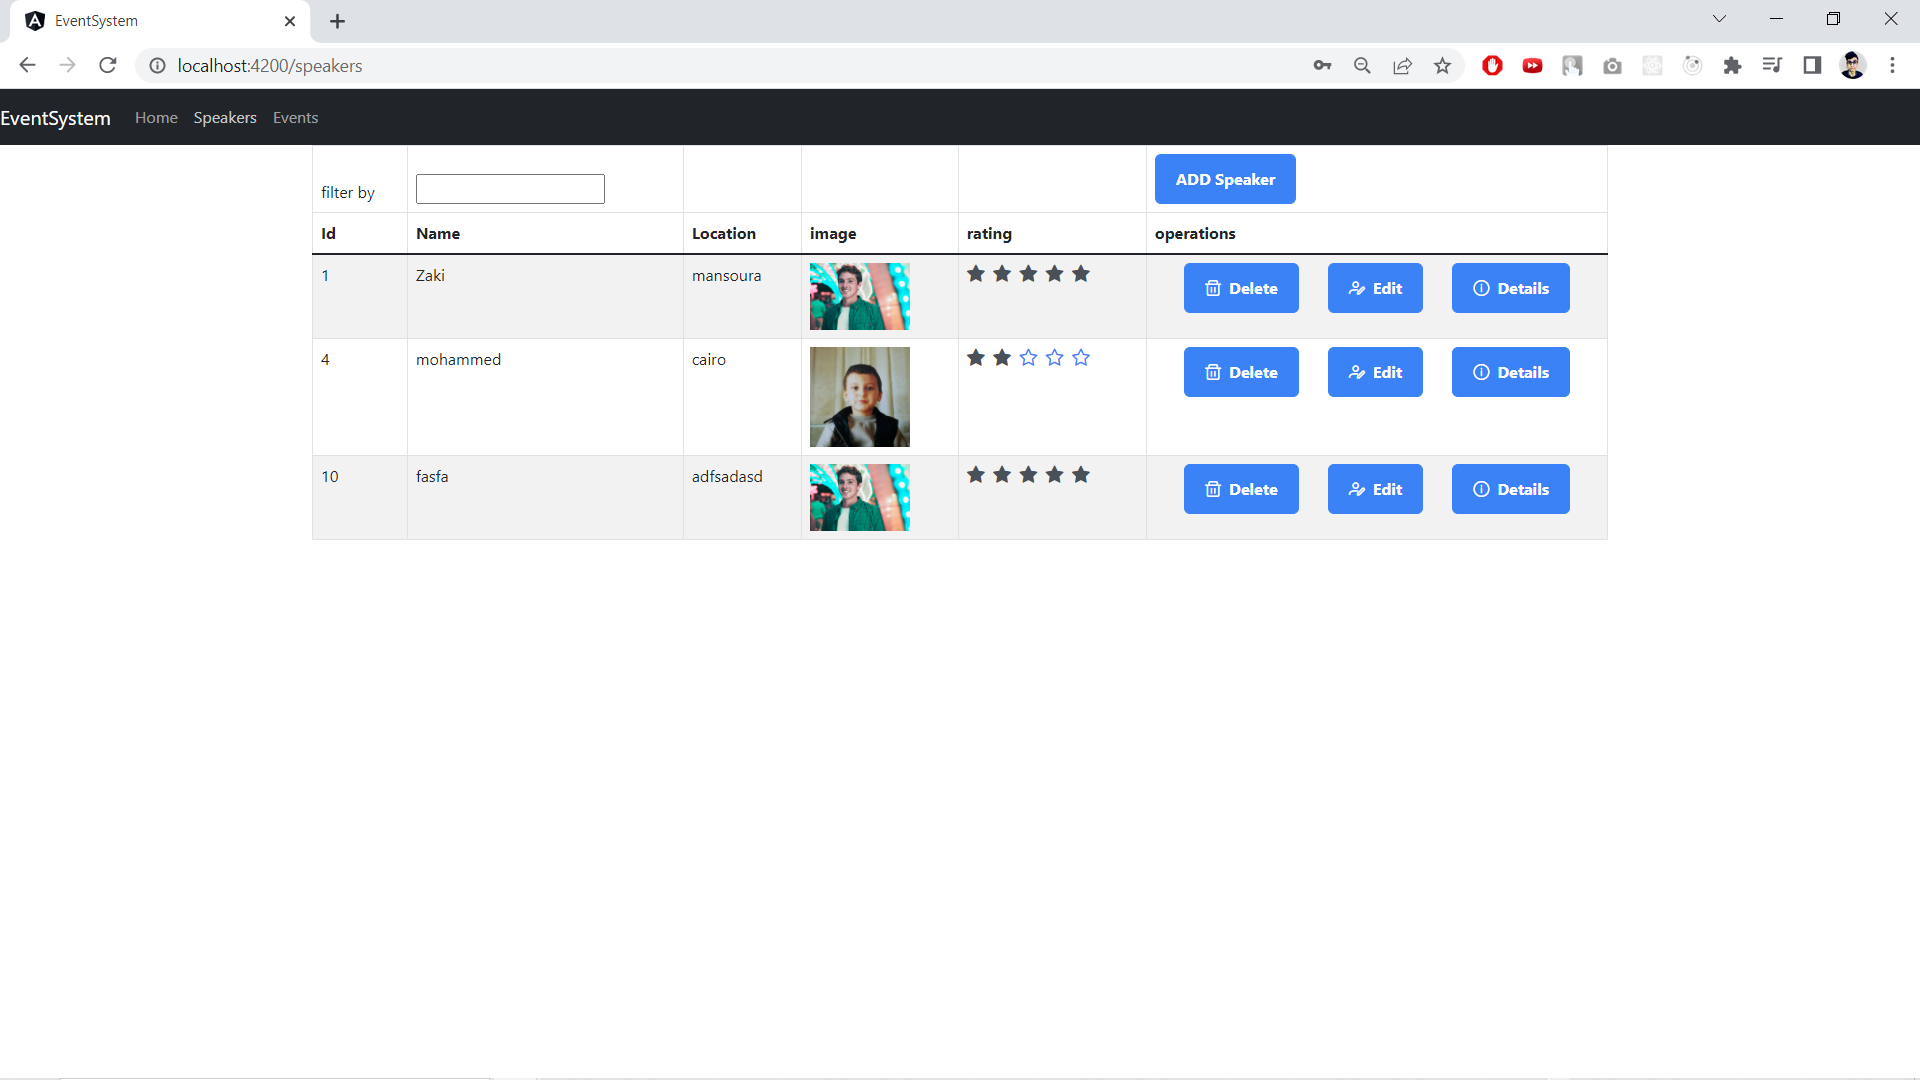 EventSystem
localhost:4200/speakers
EventSystem Home Speakers Events
filter by ADD Speaker
Id Name Location image rating operations
1 Zaki mansoura Delete Edit Details
4 mohammed cairo Delete Edit Details
10 fasfa adfsadasd Delete Edit Details